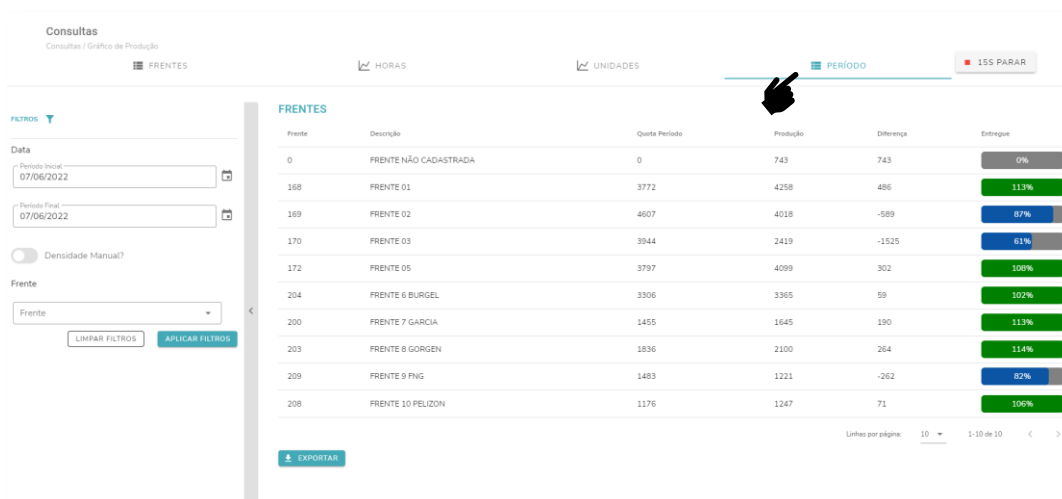 Consultas
Consultas / Gráfico de Produção
FRENTES HORAS UNIDADES PERÍODO 15S PARAR
FILTROS
Data
Período Inicial
07/06/2022
Período Final
07/06/2022
Densidade Manual?
Frente
Frente
LIMPAR FILTROS APLICAR FILTROS
FRENTES
Frente Descrição Quota Período Produção Diferença Entregue
0 FRENTE NÃO CADASTRADA 0 743 743 0%
168 FRENTE 01 3772 4258 486 113%
169 FRENTE 02 4607 4018 -589 87%
170 FRENTE 03 3944 2419 -1525 61%
172 FRENTE 05 3797 4099 302 108%
204 FRENTE 6 BURGEL 3306 3365 59 102%
200 FRENTE 7 GARCIA 1455 1645 190 113%
203 FRENTE 8 GORGEN 1836 2100 264 114%
209 FRENTE 9 FNG 1483 1221 -262 82%
208 FRENTE 10 PELIZON 1176 1247 71 106%
Linhas por página: 10 1-10 de 10
EXPORTAR